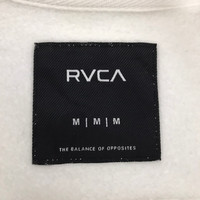 RVCA
M | M | M
THE BALANCE OF OPPOSITES